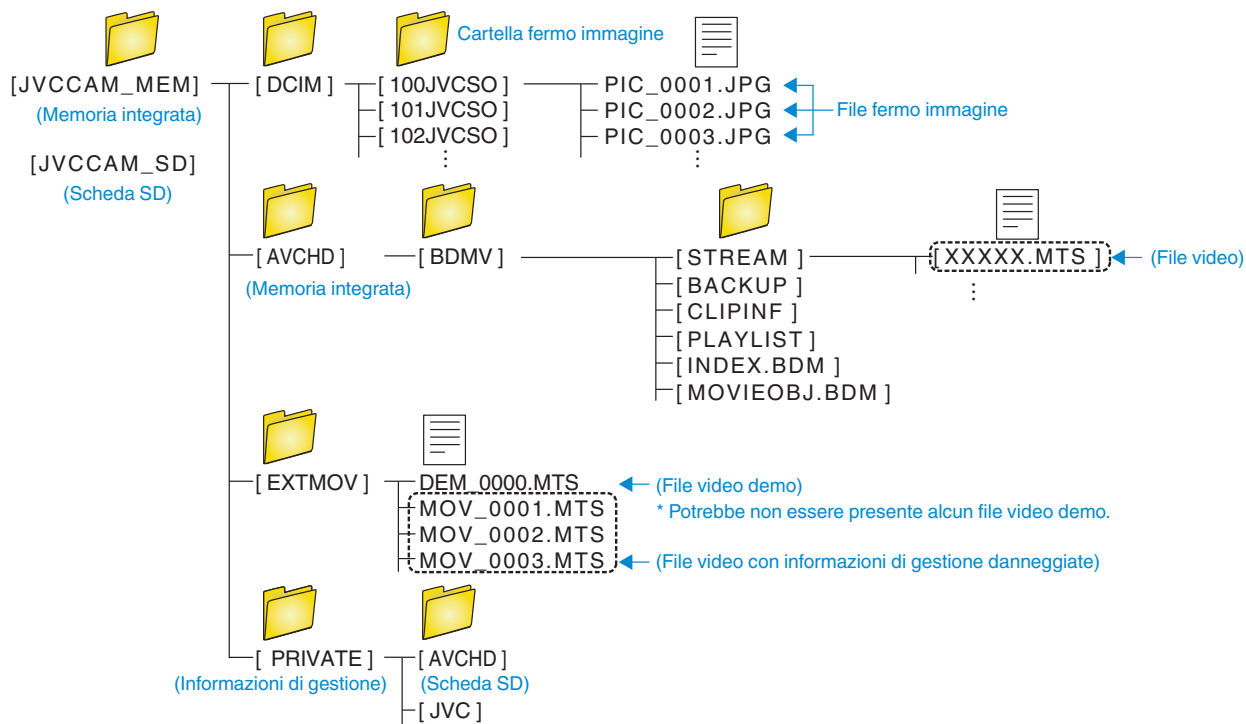 Cartella fermo immagine
[JVCCAM_MEM] [DCIM] [100JVCSO] PIC_0001.JPG
(Memoria integrata) [101JVCSO] PIC_0002.JPG File fermo immagine
[102JVCSO] PIC_0003.JPG
[JVCCAM_SD]
(Scheda SD)
[AVCHD] [BDMV] [STREAM] [XXXXX.MTS] (File video)
(Memoria integrata) [BACKUP]
[CLIPINF]
[PLAYLIST]
[INDEX.BDM]
[MOVIEOBJ.BDM]
[EXTMOV] DEM_0000.MTS (File video demo)
MOV_0001.MTS * Potrebbe non essere presente alcun file video demo.
MOV_0002.MTS
MOV_0003.MTS (File video con informazioni di gestione danneggiate)
[PRIVATE] [AVCHD]
(Informazioni di gestione) (Scheda SD)
[JVC]